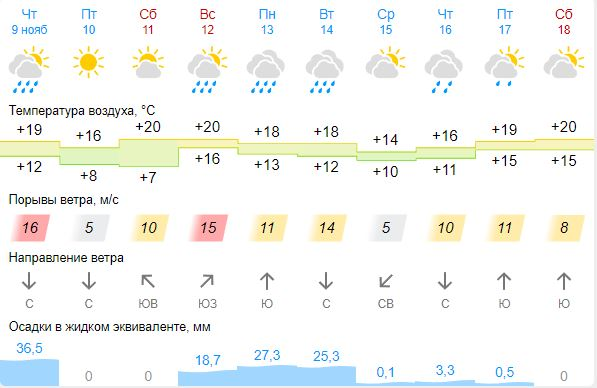 Чт Пт Сб Вс Пн Вт Ср Чт Пт Сб
9 нояб 10 11 12 13 14 15 16 17 18
Температура воздуха, °C
+19 +16 +20 +20 +18 +18 +14 +16 +19 +20
+12 +8 +7 +16 +13 +12 +10 +11 +15 +15
Порывы ветра, м/с
16 5 10 15 11 14 5 10 11 8
Направление ветра
С С ЮВ ЮЗ Ю С СВ С Ю Ю
Осадки в жидком эквиваленте, мм
36,5 0 0 18,7 27,3 25,3 0,1 3,3 0,5 0